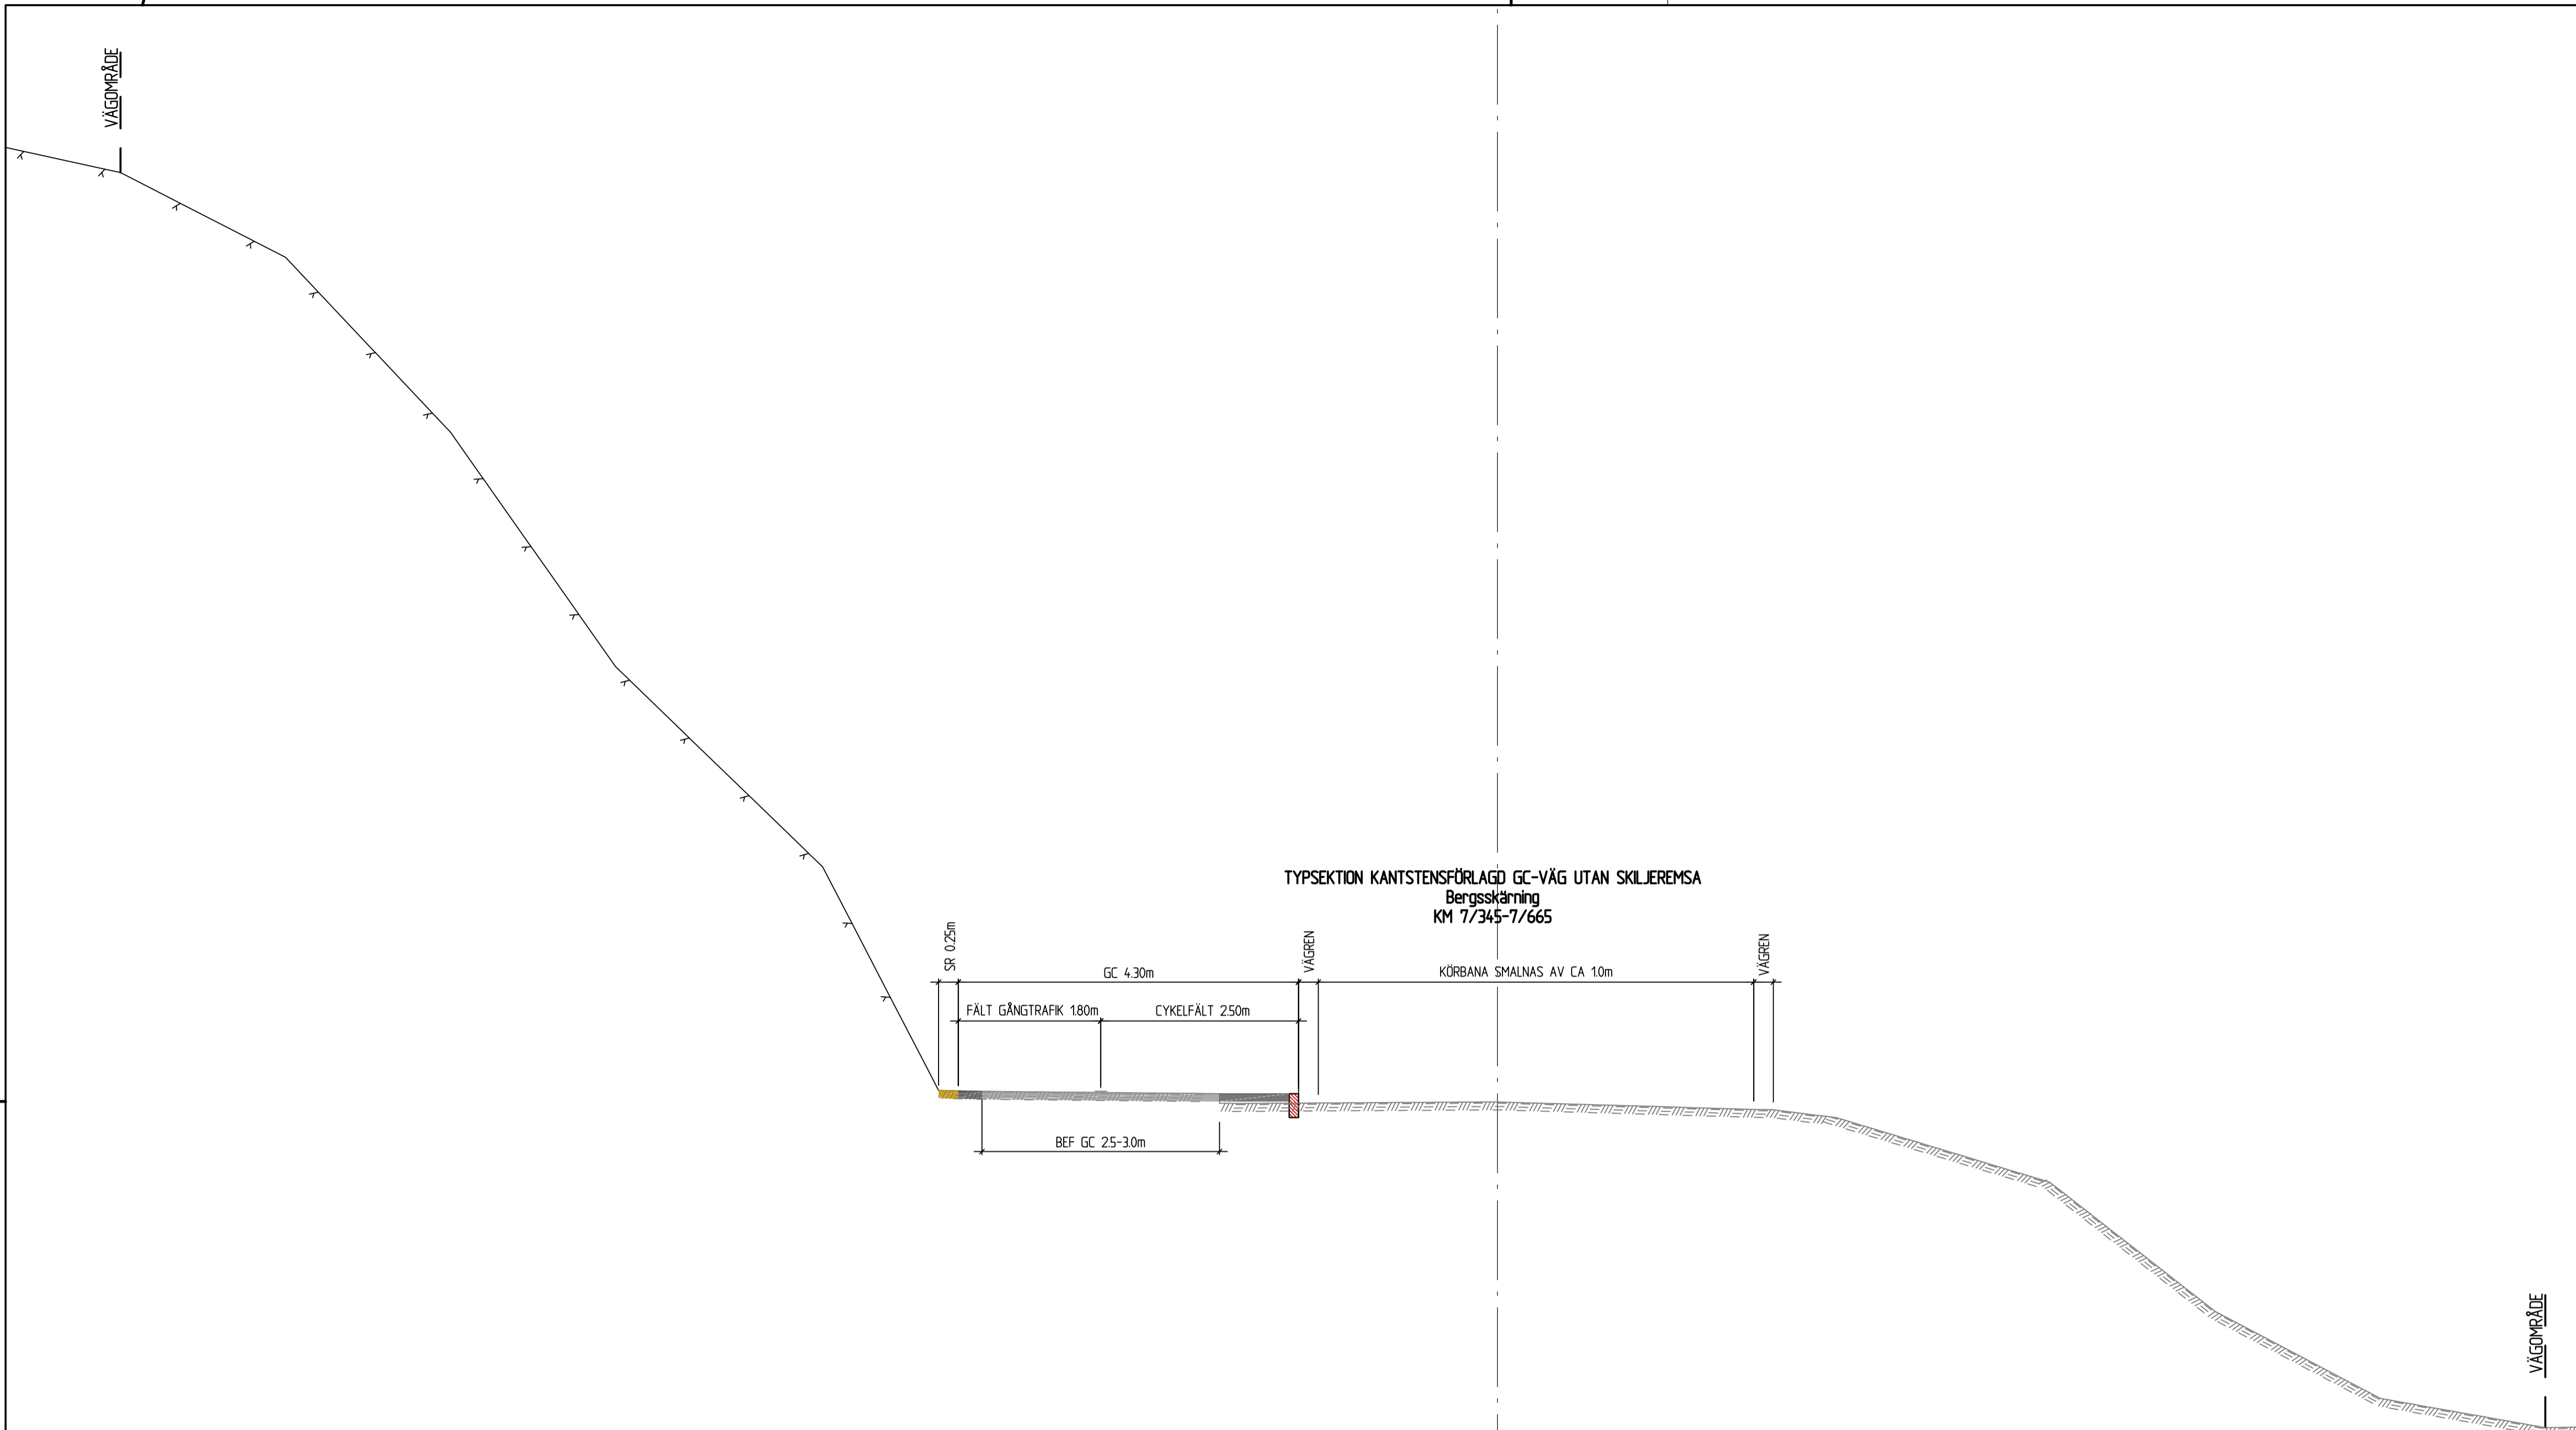 VÄGOMRÅDE
TYPSEKTION KANTSTENSFÖRLAGD GC-VÄG UTAN SKILJEREMSA
Bergsskärning
KM 7/345-7/665
SR 0.25m
GC 4.30m
VÄGREN
KÖRBANA SMALNAS AV CA 1.0m
VÄGREN
FÄLT GÅNGTRAFIK 1.80m
CYKELFÄLT 2.50m
BEF GC 2.5-3.0m
VÄGOMRÅDE